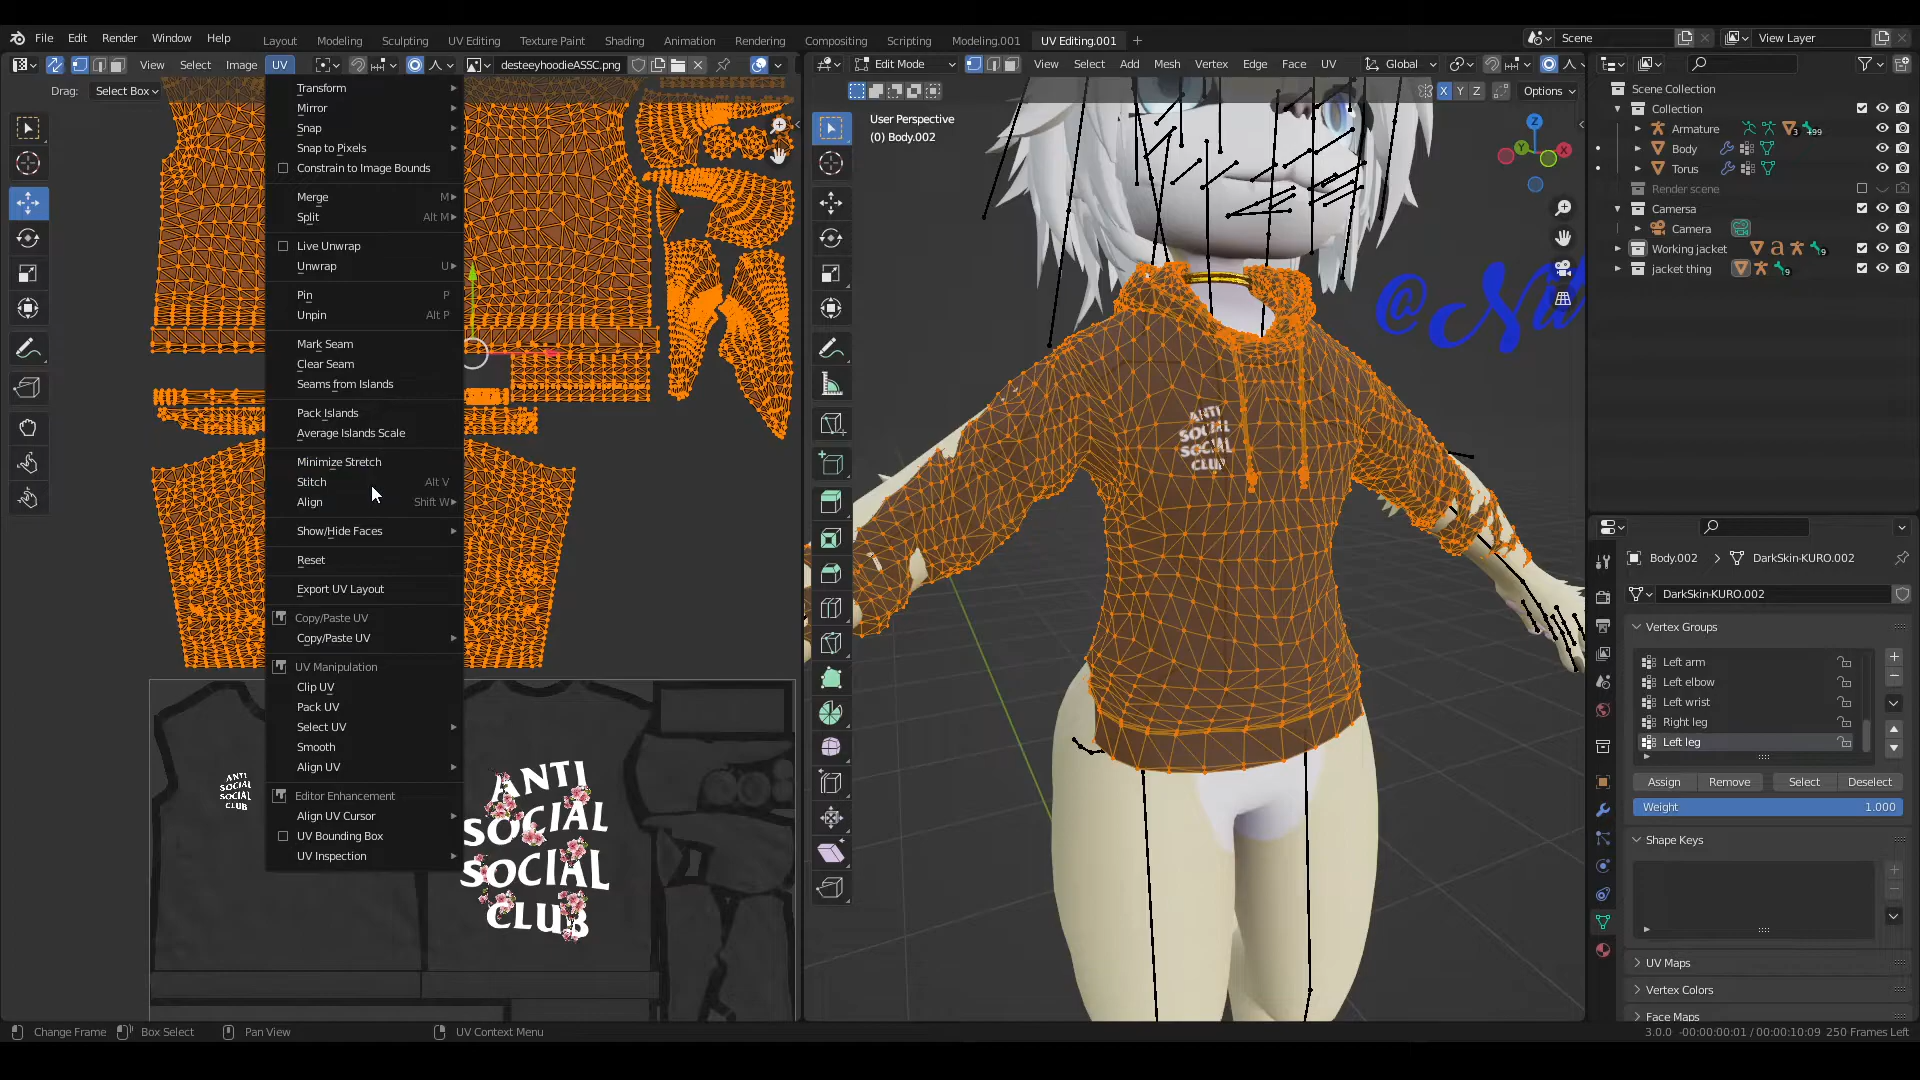 File Edit Render Window Help
Layout Modeling Sculpting UV Editing Texture Paint Shading Animation Rendering Compositing Scripting Modeling.001 UV Editing.001 +
Scene
View Layer
View Select Image UV
desteeyhoodieASSC.png
Edit Mode
View Select Add Mesh Vertex Edge Face UV
Global
Drag: Select Box
X Y Z
Options
Transform
Mirror
Snap
Snap to Pixels
Constrain to Image Bounds
Merge M
Split Alt M
Live Unwrap
Unwrap U
Pin P
Unpin Alt P
Mark Seam
Clear Seam
Seams from Islands
Pack Islands
Average Islands Scale
Minimize Stretch
Stitch Alt V
Align Shift W
Show/Hide Faces
Reset
Export UV Layout
Copy/Paste UV
Copy/Paste UV
UV Manipulation
Clip UV
Pack UV
Select UV
Smooth
Align UV
Editor Enhancement
Align UV Cursor
UV Bounding Box
UV Inspection
ANTI
SOCIAL
SOCIAL
CLUB
ANTI
SOCIAL
SOCIAL
CLUB
User Perspective
(0) Body.002
Z
Y
X
ANTI
SOCIAL
SOCIAL
CLUB
Scene Collection
Collection
Armature 3 +99
Body
Torus
Render scene
Camersa
Camera
Working jacket 9
jacket thing 9
Body.002 > DarkSkin-KURO.002
DarkSkin-KURO.002
Vertex Groups
Left arm
Left elbow
Left wrist
Right leg
Left leg
Assign Remove Select Deselect
Weight 1.000
Shape Keys
UV Maps
Vertex Colors
Face Maps
Change Frame Box Select Pan View UV Context Menu
3.0.0 -00:00:00:01 / 00:00:10:09 250 Frames Left